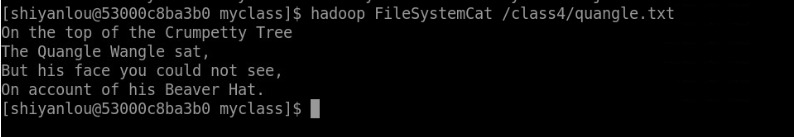 [shiyanlou@53000c8ba3b0 myclass]$ hadoop FileSystemCat /class4/quangle.txt
On the top of the Crumpetty Tree
The Quangle Wangle sat,
But his face you could not see,
On account of his Beaver Hat.
[shiyanlou@53000c8ba3b0 myclass]$